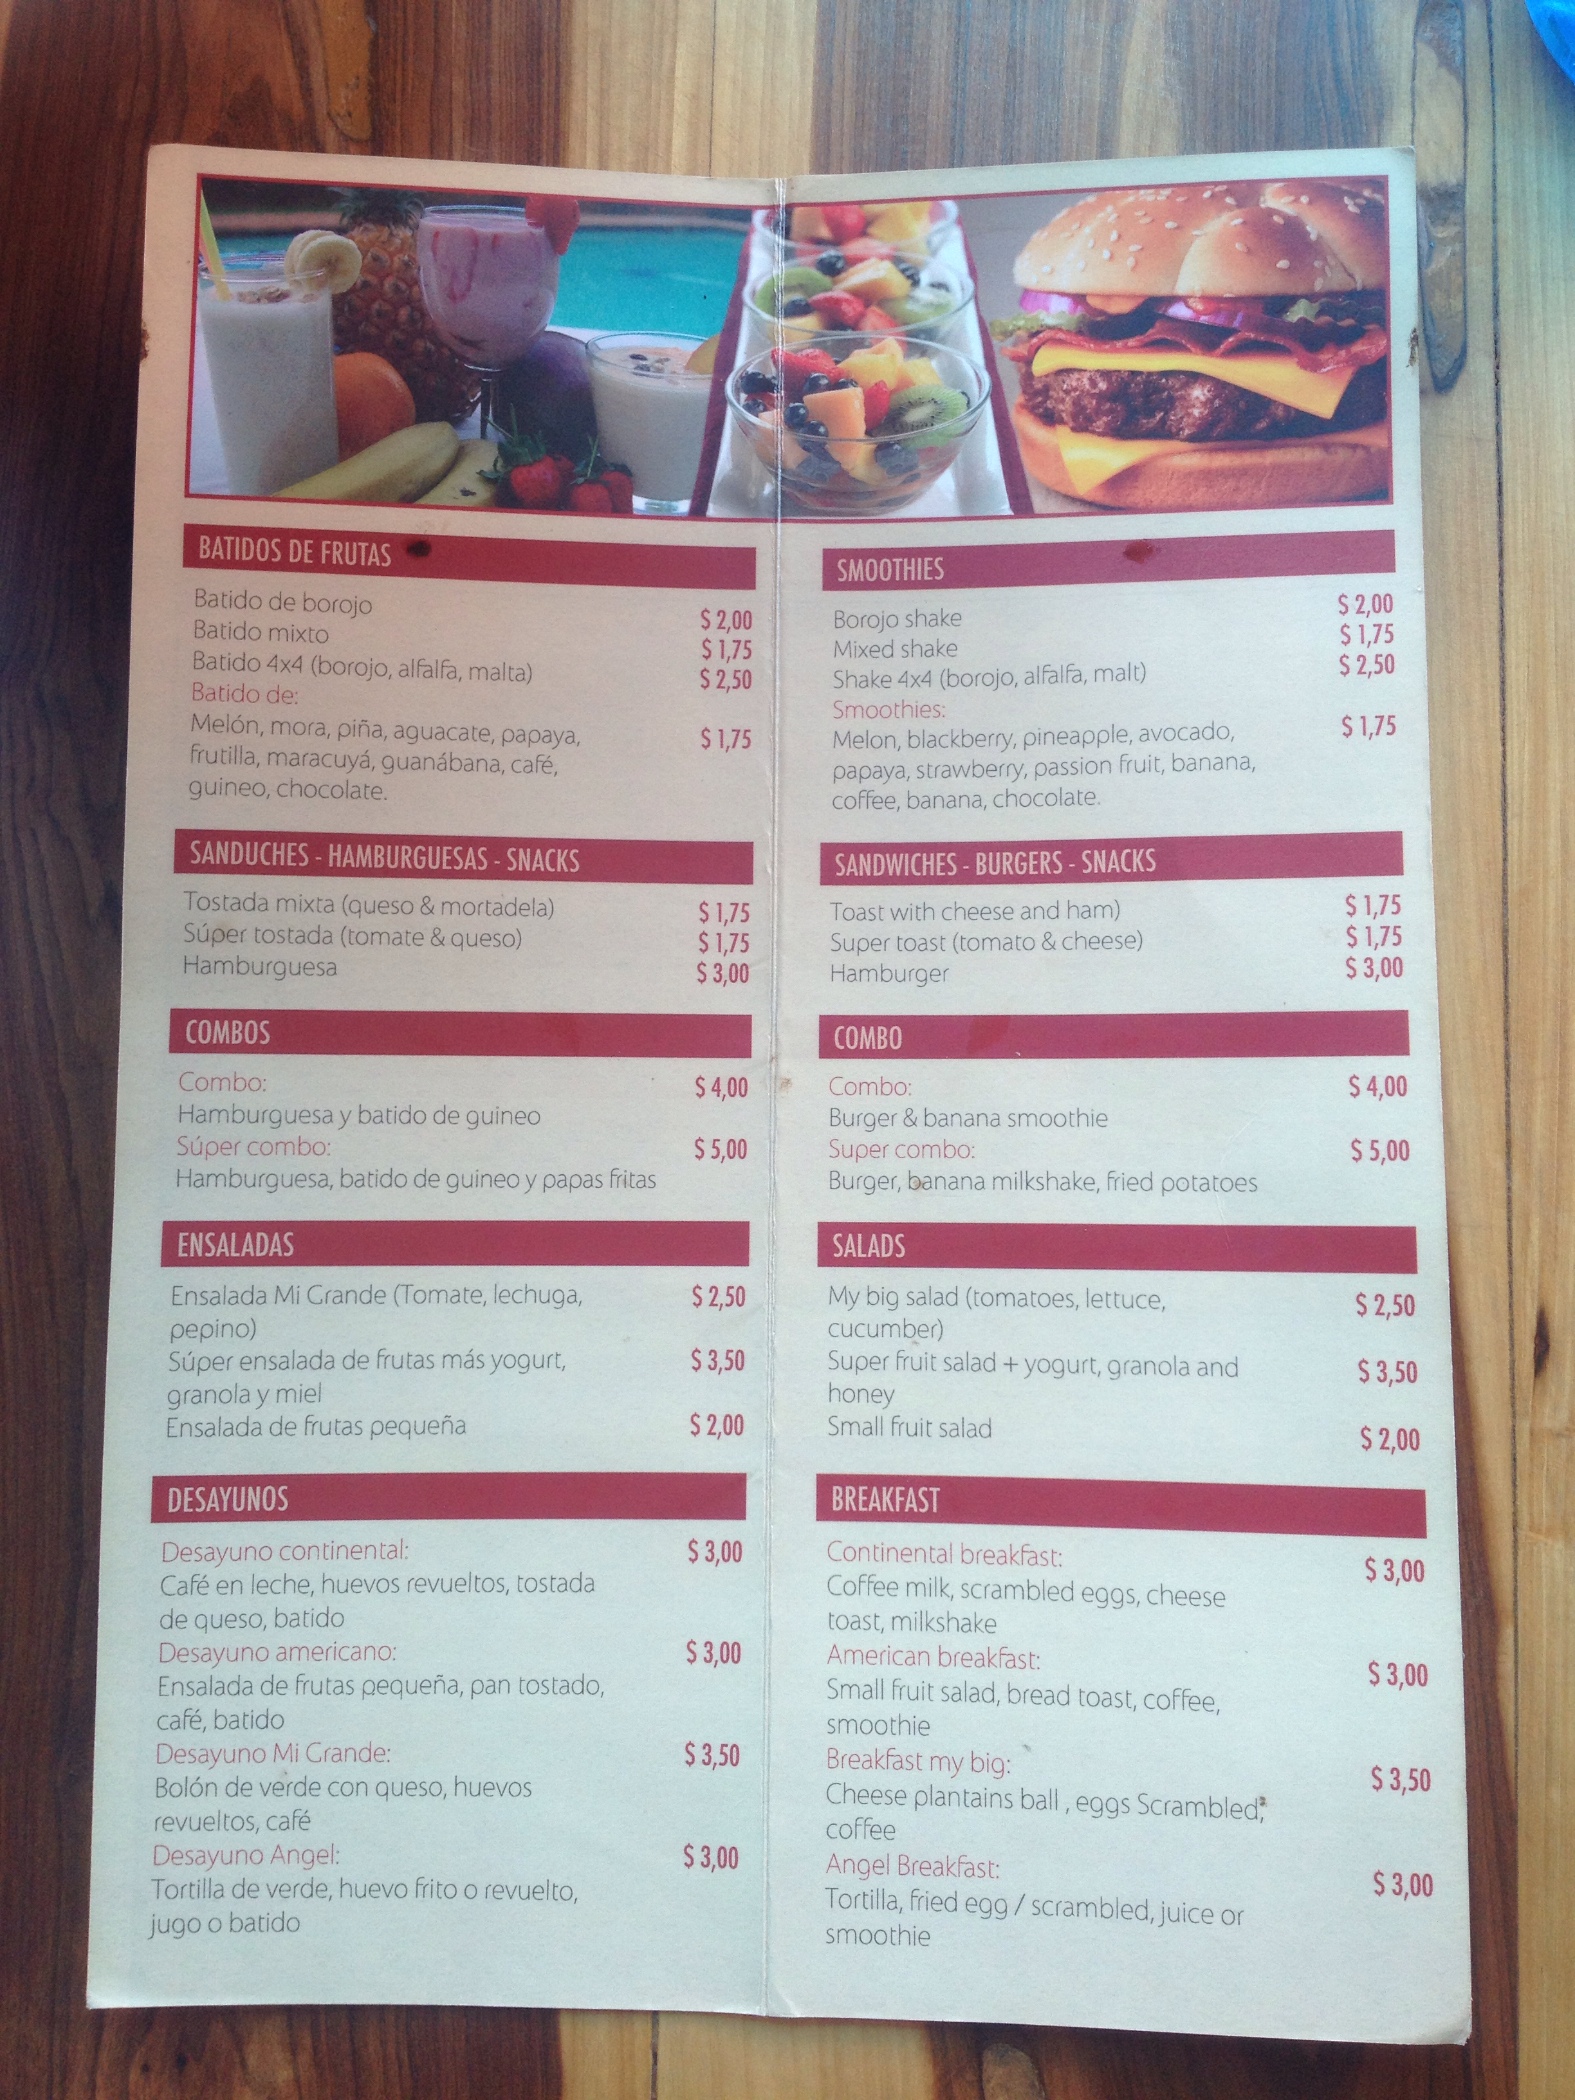 BATIDOS DE FRUTAS
Batido de borojo $ 2,00
Batido mixto $ 1,75
Batido 4x4 (borojo, alfalfa, malta) $ 2,50
Batido de:
Melón, mora, piña, aguacate, papaya, $ 1,75
frutilla, maracuyá, guanábana, café,
guineo, chocolate.
SANDUCHES - HAMBURGUESAS - SNACKS
Tostada mixta (queso & mortadela) $ 1,75
Súper tostada (tomate & queso) $ 1,75
Hamburguesa $ 3,00
COMBOS
Combo: $ 4,00
Hamburguesa y batido de guineo
Súper combo: $ 5,00
Hamburguesa, batido de guineo y papas fritas
ENSALADAS
Ensalada Mi Grande (Tomate, lechuga, $ 2,50
pepino)
Súper ensalada de frutas más yogurt, $ 3,50
granola y miel
Ensalada de frutas pequeña $ 2,00
DESAYUNOS
Desayuno continental: $ 3,00
Café en leche, huevos revueltos, tostada
de queso, batido
Desayuno americano: $ 3,00
Ensalada de frutas pequeña, pan tostado,
café, batido
Desayuno Mi Grande: $ 3,50
Bolón de verde con queso, huevos
revueltos, café
Desayuno Angel: $ 3,00
Tortilla de verde, huevo frito o revuelto,
jugo o batido
SMOOTHIES
Borojo shake $ 2,00
Mixed shake $ 1,75
Shake 4x4 (borojo, alfalfa, malt) $ 2,50
Smoothies:
Melon, blackberry, pineapple, avocado, $ 1,75
papaya, strawberry, passion fruit, banana,
coffee, banana, chocolate.
SANDWICHES - BURGERS - SNACKS
Toast with cheese and ham) $ 1,75
Super toast (tomato & cheese) $ 1,75
Hamburger $ 3,00
COMBO
Combo: $ 4,00
Burger & banana smoothie
Super combo: $ 5,00
Burger, banana milkshake, fried potatoes
SALADS
My big salad (tomatoes, lettuce, $ 2,50
cucumber)
Super fruit salad + yogurt, granola and $ 3,50
honey
Small fruit salad $ 2,00
BREAKFAST
Continental breakfast: $ 3,00
Coffee milk, scrambled eggs, cheese
toast, milkshake
American breakfast: $ 3,00
Small fruit salad, bread toast, coffee,
smoothie
Breakfast my big: $ 3,50
Cheese plantains ball , eggs Scrambled,
coffee
Angel Breakfast: $ 3,00
Tortilla, fried egg / scrambled, juice or
smoothie